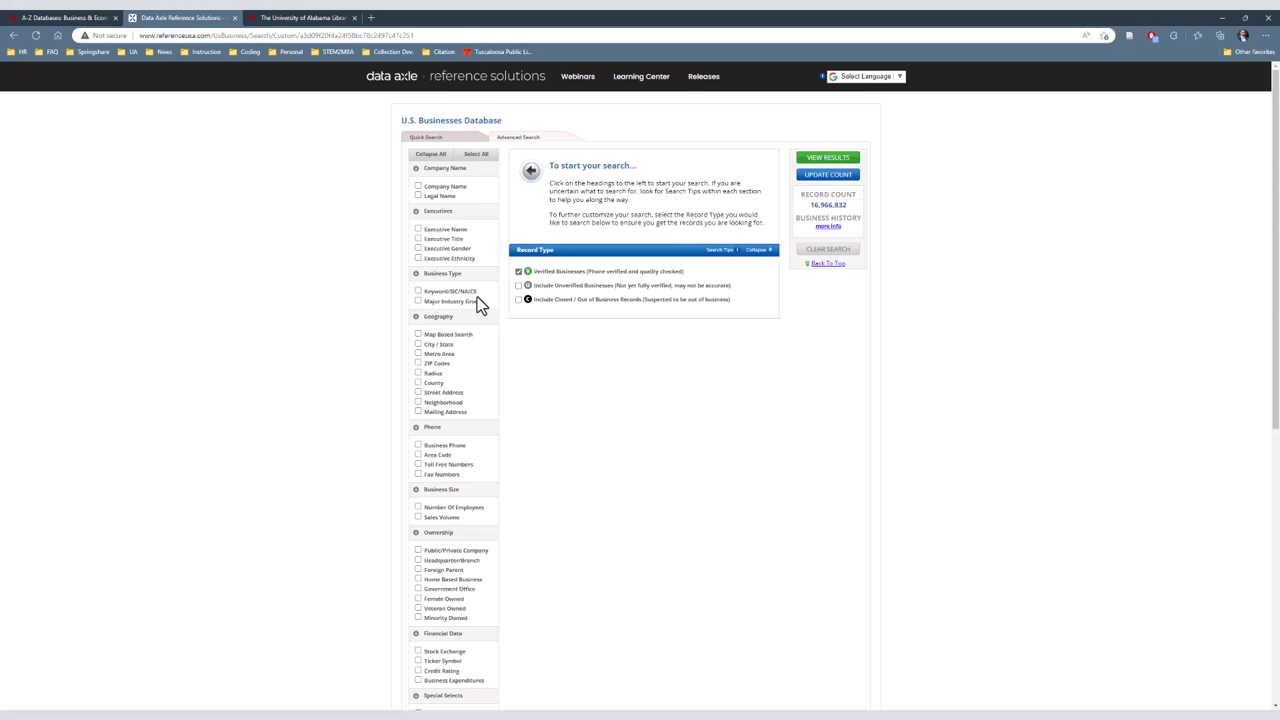 A-Z Databases: Business & Econ
Data Axle Reference Solutions -
The University of Alabama Librar
Not secure
www.referenceusa.com/UsBusiness/Search/Custom/a3d09f20f4a24f58bc78c2497c47c751
HR
FAQ
Springshare
UA
News
Instruction
Coding
Personal
STEM2MBA
Collection Dev.
Citation
Tuscaloosa Public Li...
Other favorites
data axle · reference solutions
Webinars
Learning Center
Releases
Select Language
U.S. Businesses Database
Quick Search
Advanced Search
Collapse All
Select All
Company Name
Company Name
Legal Name
Executives
Executive Name
Executive Title
Executive Gender
Executive Ethnicity
Business Type
Keyword/SIC/NAICS
Major Industry Grou
Geography
Map Based Search
City / State
Metro Area
ZIP Codes
Radius
County
Street Address
Neighborhood
Mailing Address
Phone
Business Phone
Area Code
Toll Free Numbers
Fax Numbers
Business Size
Number Of Employees
Sales Volume
Ownership
Public/Private Company
Headquarter/Branch
Foreign Parent
Home Based Business
Government Office
Female Owned
Veteran Owned
Minority Owned
Financial Data
Stock Exchange
Ticker Symbol
Credit Rating
Business Expenditures
Special Selects
To start your search...
Click on the headings to the left to start your search. If you are
uncertain what to search for, look for Search Tips within each section
to help you along the way.
To further customize your search, select the Record Type you would
like to search below to ensure you get the records you are looking for.
Record Type
Search Tips
Collapse
V Verified Businesses (Phone verified and quality checked)
U Include Unverified Businesses (Not yet fully verified, may not be accurate)
C Include Closed / Out of Business Records (Suspected to be out of business)
VIEW RESULTS
UPDATE COUNT
RECORD COUNT
16,966,832
BUSINESS HISTORY
more info
CLEAR SEARCH
Back To Top